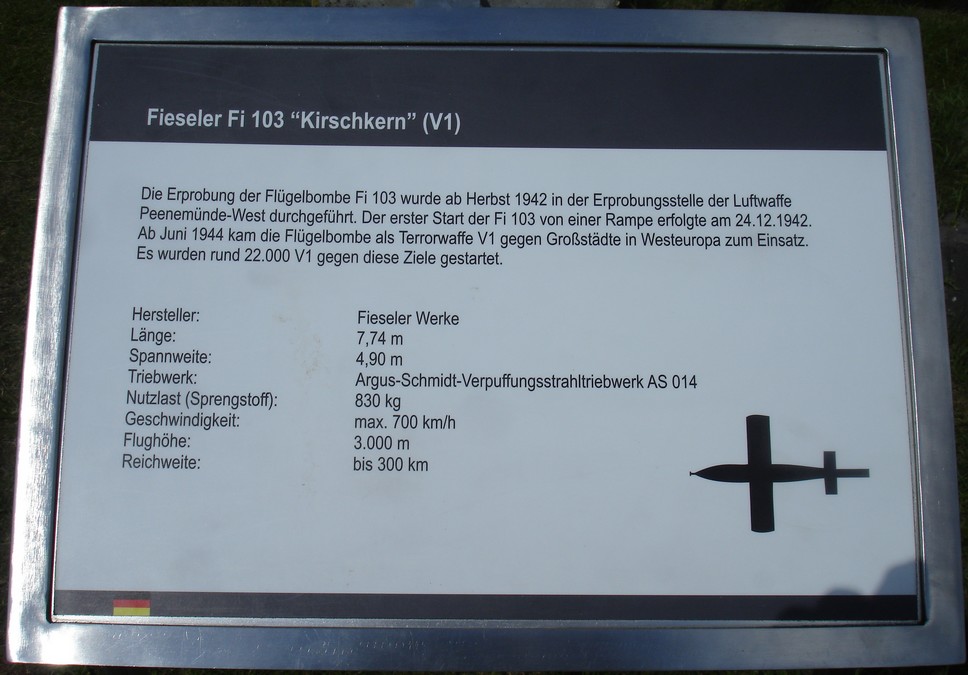 Fieseler Fi 103 “Kirschkern” (V1)
Die Erprobung der Flügelbombe Fi 103 wurde ab Herbst 1942 in der Erprobungsstelle der Luftwaffe
Peenemünde-West durchgeführt. Der erster Start der Fi 103 von einer Rampe erfolgte am 24.12.1942.
Ab Juni 1944 kam die Flügelbombe als Terrorwaffe V1 gegen Großstädte in Westeuropa zum Einsatz.
Es wurden rund 22.000 V1 gegen diese Ziele gestartet.
Hersteller: Fieseler Werke
Länge: 7,74 m
Spannweite: 4,90 m
Triebwerk: Argus-Schmidt-Verpuffungsstrahltriebwerk AS 014
Nutzlast (Sprengstoff): 830 kg
Geschwindigkeit: max. 700 km/h
Flughöhe: 3.000 m
Reichweite: bis 300 km